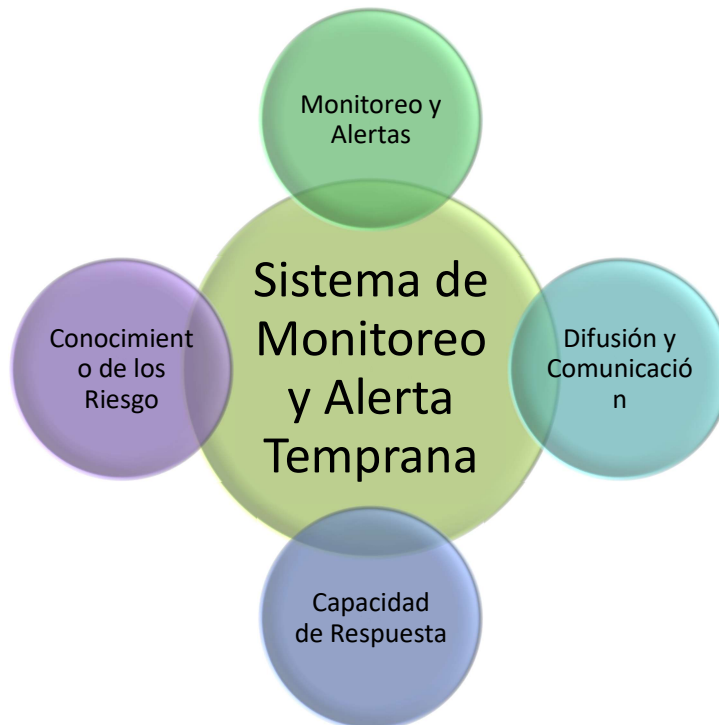 Monitoreo y
Alertas
Sistema de
Monitoreo
y Alerta
Temprana
Conocimient
o de los
Riesgo
Difusión y
Comunicació
n
Capacidad
de Respuesta